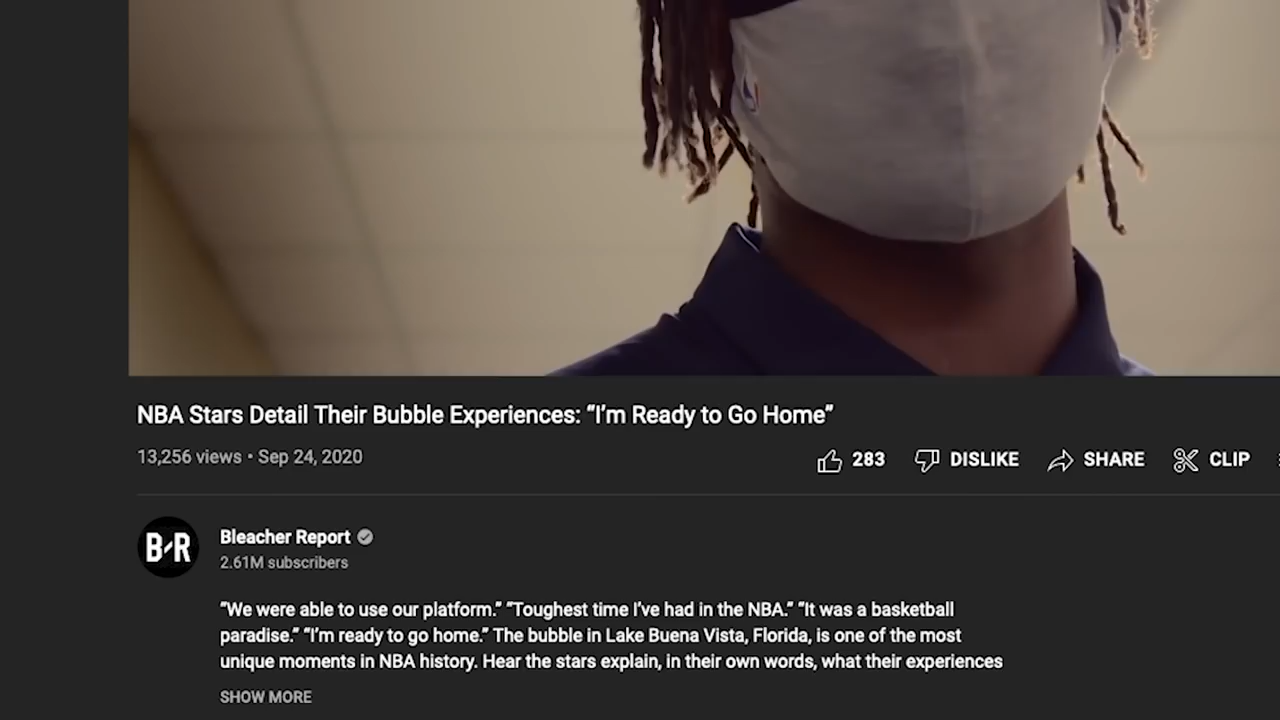 NBA Stars Detail Their Bubble Experiences: “I’m Ready to Go Home”
13,256 views • Sep 24, 2020
283 DISLIKE SHARE CLIP
B/R
Bleacher Report
2.61M subscribers
“We were able to use our platform.” “Toughest time I’ve had in the NBA.” “It was a basketball
paradise.” “I’m ready to go home.” The bubble in Lake Buena Vista, Florida, is one of the most
unique moments in NBA history. Hear the stars explain, in their own words, what their experiences
SHOW MORE